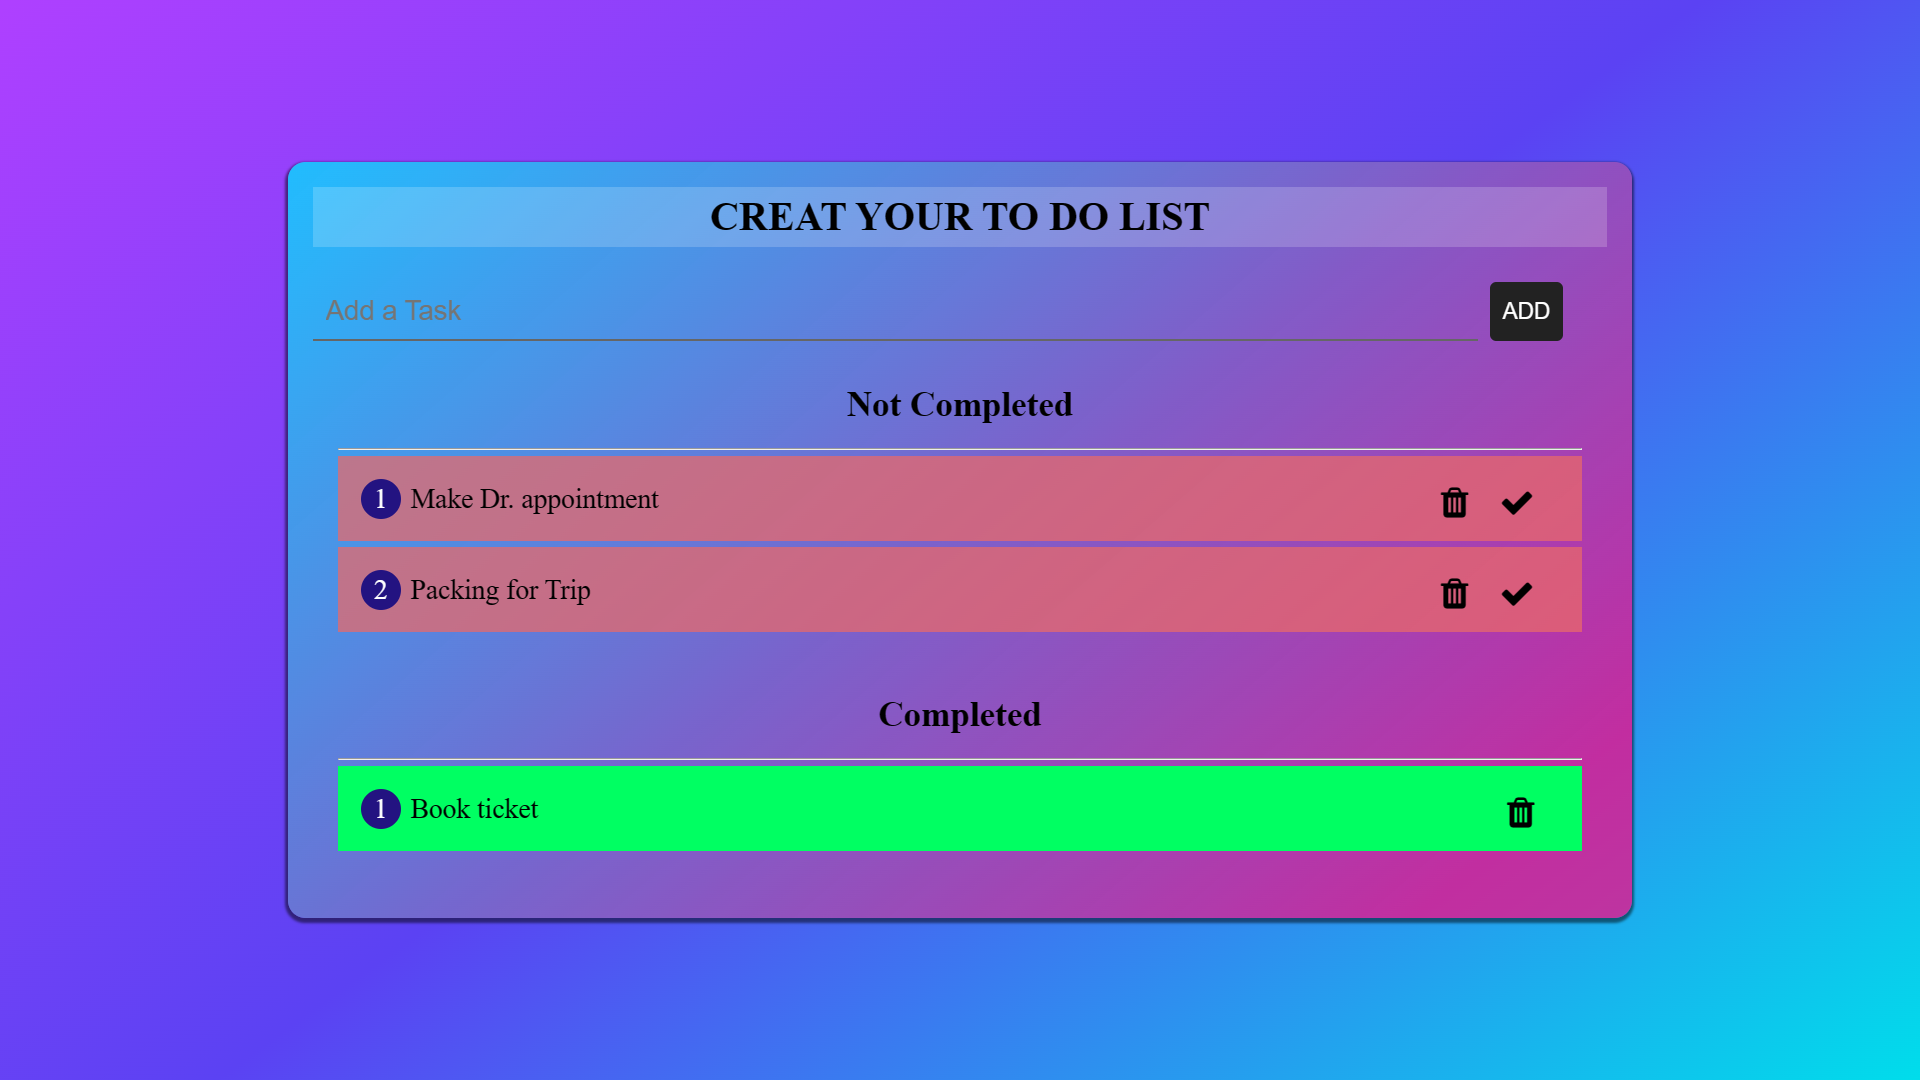 CREAT YOUR TO DO LIST
Add a Task
ADD
Not Completed
1 Make Dr. appointment
2 Packing for Trip
Completed
1 Book ticket